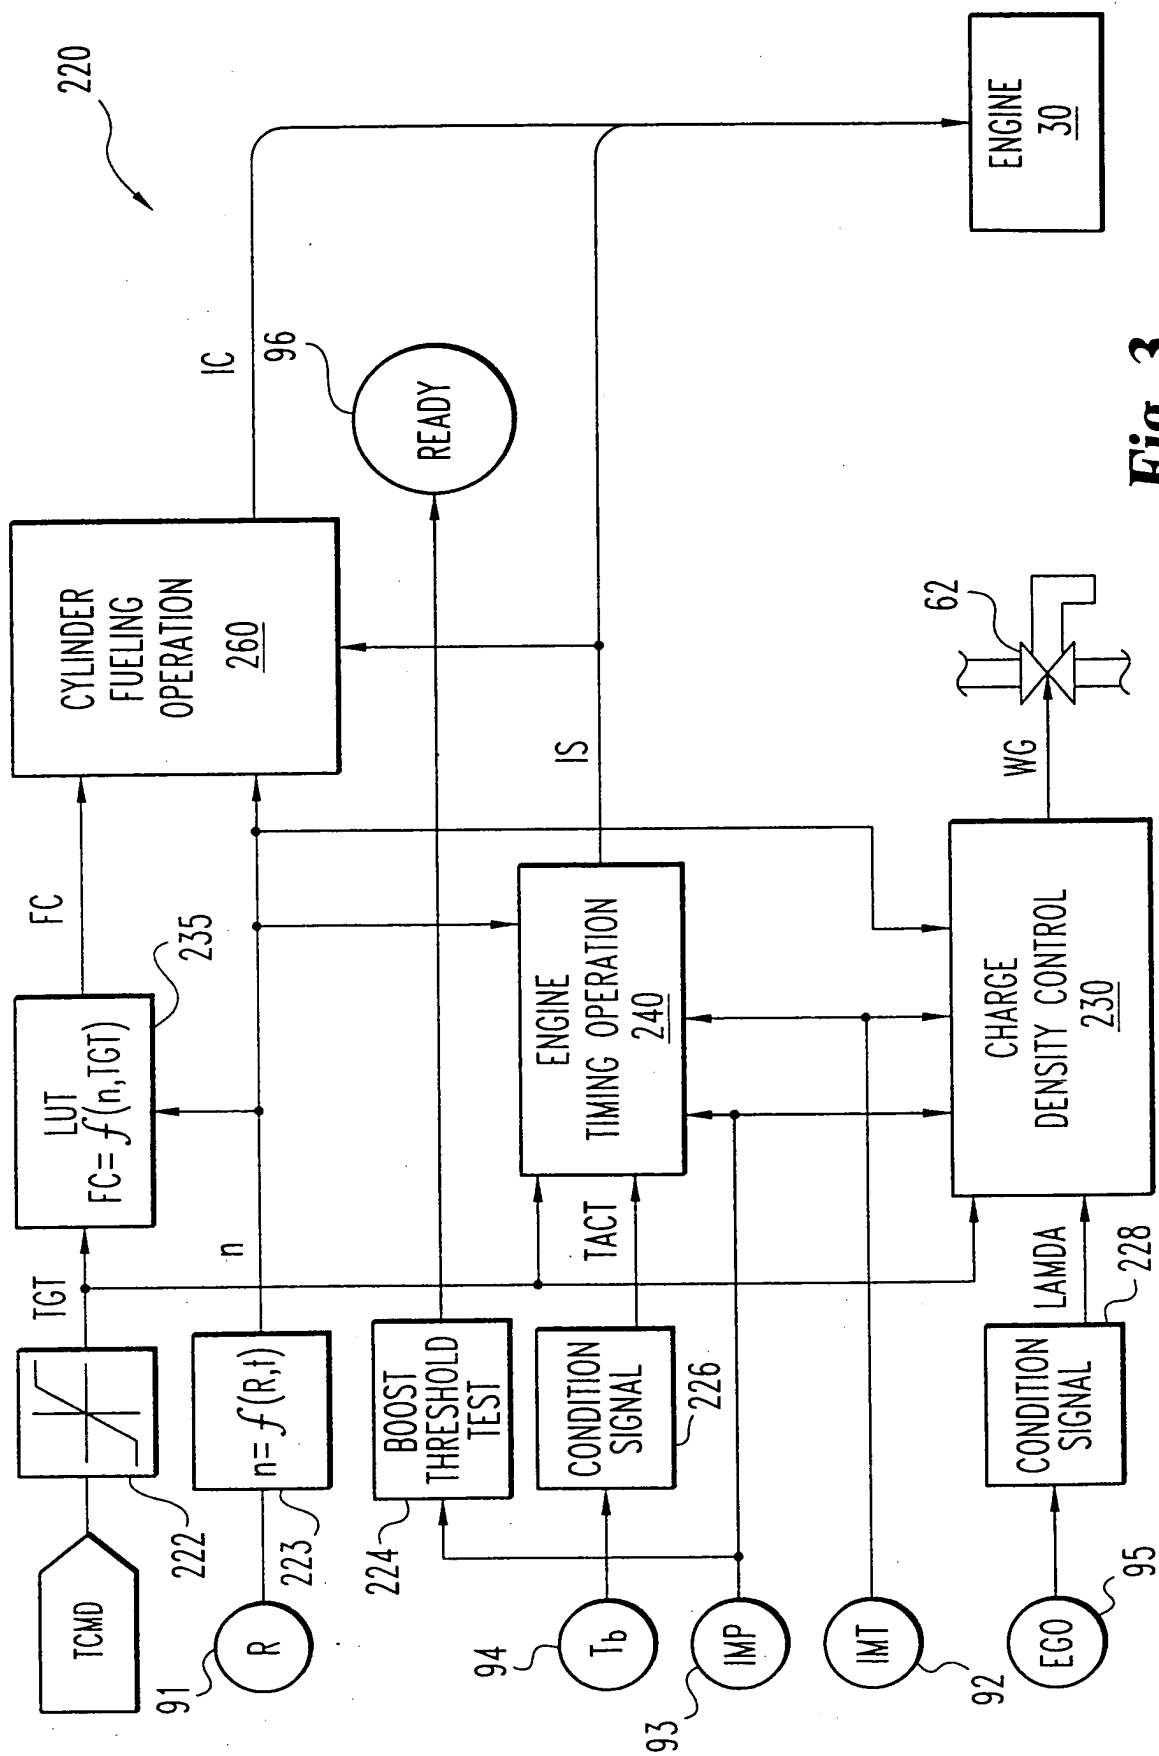 220
TCMD
222
TGT
LUT
FC= f(n,TGT)
235
FC
CYLINDER
FUELING
OPERATION
260
IC
91
R
n= f(R,t)
223
n
224
BOOST
THRESHOLD
TEST
READY
96
94
Tb
CONDITION
SIGNAL
226
TACT
ENGINE
TIMING OPERATION
240
IS
93
IMP
IMT
92
EGO
95
CONDITION
SIGNAL
228
LAMDA
CHARGE
DENSITY CONTROL
230
WG
62
ENGINE
30
Fig. 3